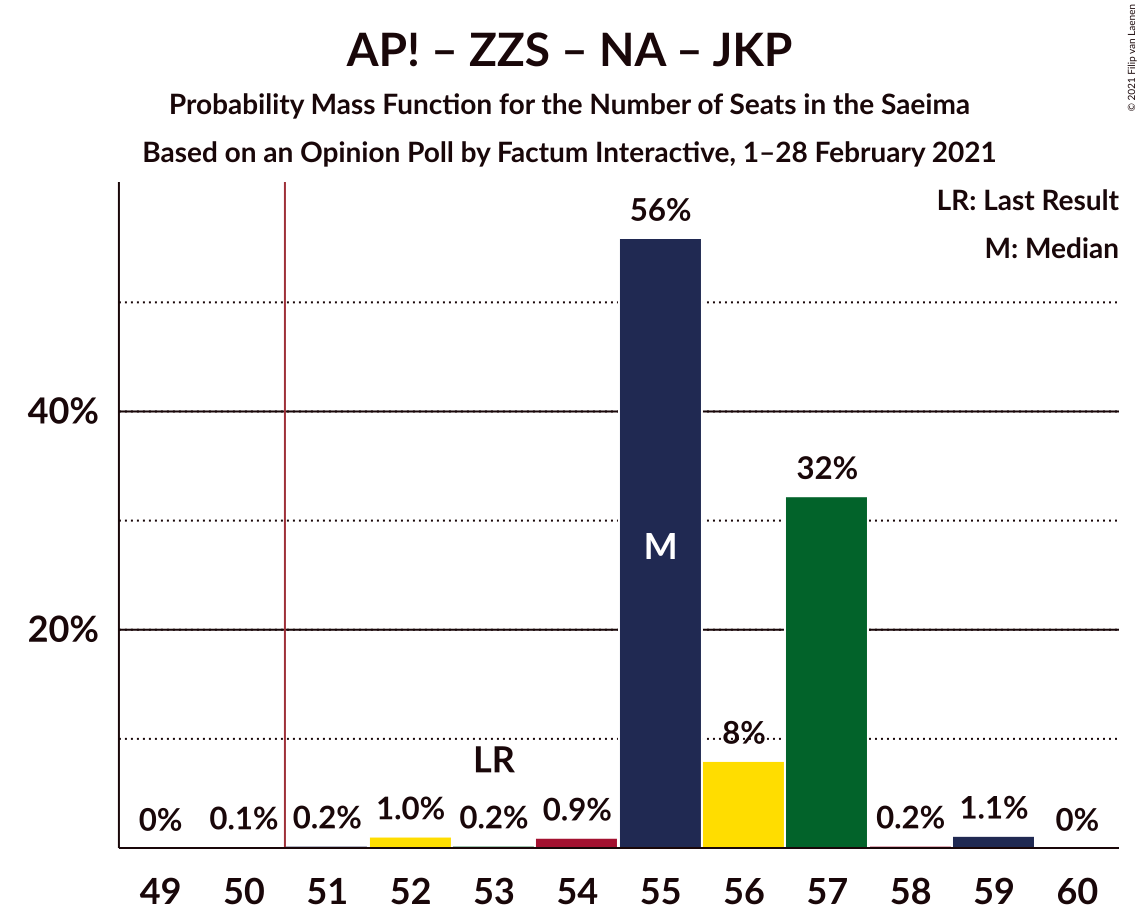 AP! – ZZS – NA – JKP
Probability Mass Function for the Number of Seats in the Saeima
Based on an Opinion Poll by Factum Interactive, 1–28 February 2021
© 2021 Filip van Laenen
LR: Last Result
M: Median
56%
40%
32%
M
20%
8%
LR
0% 0.1% 0.2% 1.0% 0.2% 0.9% 0.2% 1.1% 0%
49 50 51 52 53 54 55 56 57 58 59 60